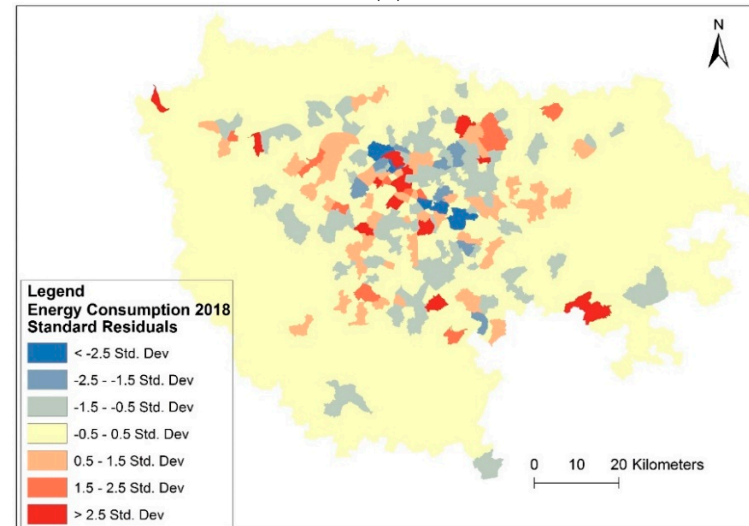 N
Legend
Energy Consumption 2018
Standard Residuals
< -2.5 Std. Dev
-2.5 - -1.5 Std. Dev
-1.5 - -0.5 Std. Dev
-0.5 - 0.5 Std. Dev
0.5 - 1.5 Std. Dev
1.5 - 2.5 Std. Dev
> 2.5 Std. Dev
0 10 20 Kilometers